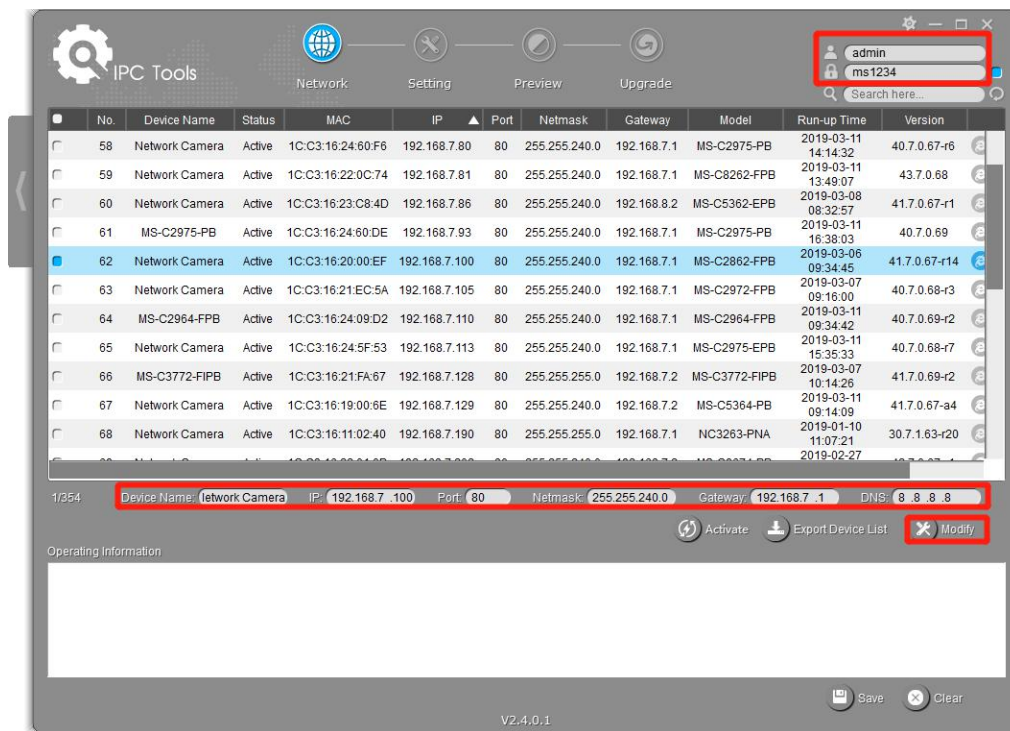 IPC Tools
Network Setting Preview Upgrade
admin
ms1234
Search here...
No. Device Name Status MAC IP Port Netmask Gateway Model Run-up Time Version
58 Network Camera Active 1C:C3:16:24:60:F6 192.168.7.80 80 255.255.240.0 192.168.7.1 MS-C2975-PB 2019-03-11 14:14:32 40.7.0.67-r6
59 Network Camera Active 1C:C3:16:22:0C:74 192.168.7.81 80 255.255.240.0 192.168.7.1 MS-C8262-FPB 2019-03-11 13:49:07 43.7.0.68
60 Network Camera Active 1C:C3:16:23:C8:4D 192.168.7.86 80 255.255.240.0 192.168.8.2 MS-C5362-EPB 2019-03-08 08:32:57 41.7.0.67-r1
61 MS-C2975-PB Active 1C:C3:16:24:60:DE 192.168.7.93 80 255.255.240.0 192.168.7.1 MS-C2975-PB 2019-03-11 16:38:03 40.7.0.69
62 Network Camera Active 1C:C3:16:20:00:EF 192.168.7.100 80 255.255.240.0 192.168.7.1 MS-C2862-FPB 2019-03-06 09:34:45 41.7.0.67-r14
63 Network Camera Active 1C:C3:16:21:EC:5A 192.168.7.105 80 255.255.240.0 192.168.7.1 MS-C2972-FPB 2019-03-07 09:16:00 40.7.0.68-r3
64 MS-C2964-FPB Active 1C:C3:16:24:09:D2 192.168.7.110 80 255.255.240.0 192.168.7.1 MS-C2964-FPB 2019-03-11 09:34:42 40.7.0.69-r2
65 Network Camera Active 1C:C3:16:24:5F:53 192.168.7.113 80 255.255.240.0 192.168.7.1 MS-C2975-EPB 2019-03-11 15:35:33 40.7.0.68-r7
66 MS-C3772-FIPB Active 1C:C3:16:21:FA:67 192.168.7.128 80 255.255.255.0 192.168.7.2 MS-C3772-FIPB 2019-03-07 10:14:26 41.7.0.69-r2
67 Network Camera Active 1C:C3:16:19:00:6E 192.168.7.129 80 255.255.240.0 192.168.7.2 MS-C5364-PB 2019-03-11 09:14:09 41.7.0.67-a4
68 Network Camera Active 1C:C3:16:11:02:40 192.168.7.190 80 255.255.255.0 192.168.7.1 NC3263-PNA 2019-01-10 11:07:21 30.7.1.63-r20
2019-02-27
1/354 Device Name: letwork Camera IP: 192.168.7 .100 Port: 80 Netmask: 255.255.240.0 Gateway: 192.168.7 .1 DNS: 8 .8 .8 .8
Activate Export Device List Modify
Operating Information
Save Clear
V2.4.0.1